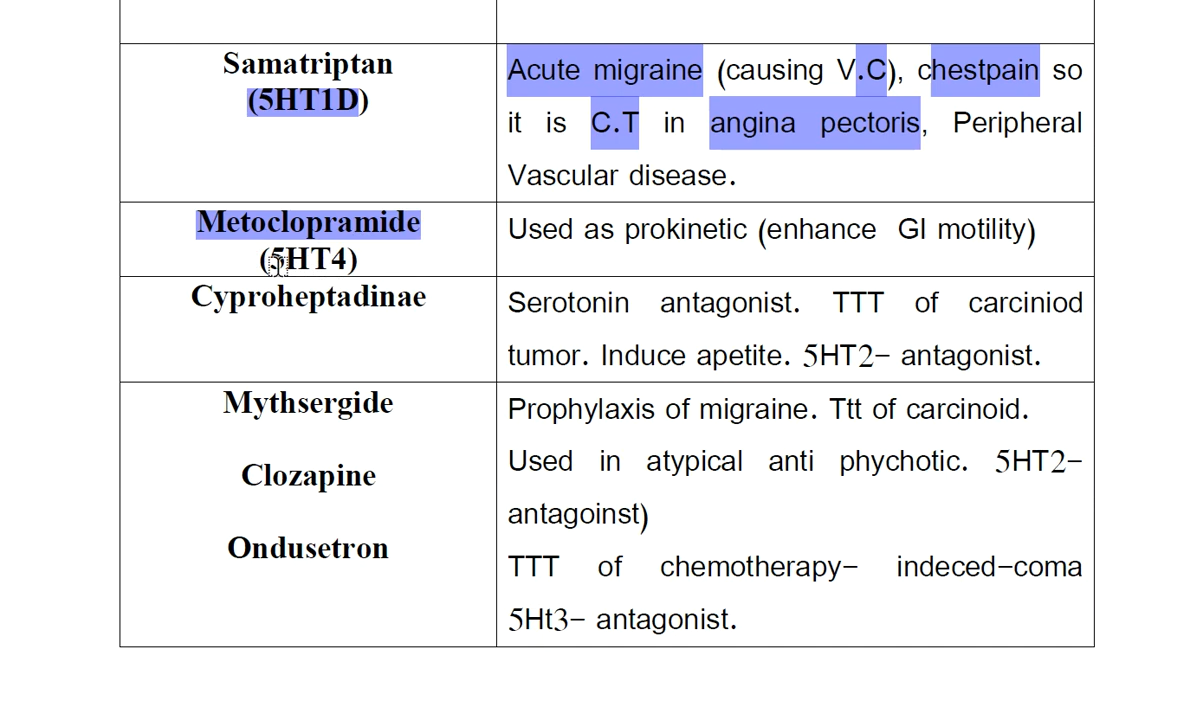 Samatriptan
(5HT1D)
Acute migraine (causing V.C), chestpain so
it is C.T in angina pectoris, Peripheral
Vascular disease.
Metoclopramide
(5HT4)
Used as prokinetic (enhance GI motility)
Cyproheptadinae
Serotonin antagonist. TTT of carciniod
tumor. Induce apetite. 5HT2- antagonist.
Mythsergide
Clozapine
Ondusetron
Prophylaxis of migraine. Ttt of carcinoid.
Used in atypical anti phychotic. 5HT2-
antagoinst)
TTT of chemotherapy- indeced-coma
5Ht3- antagonist.